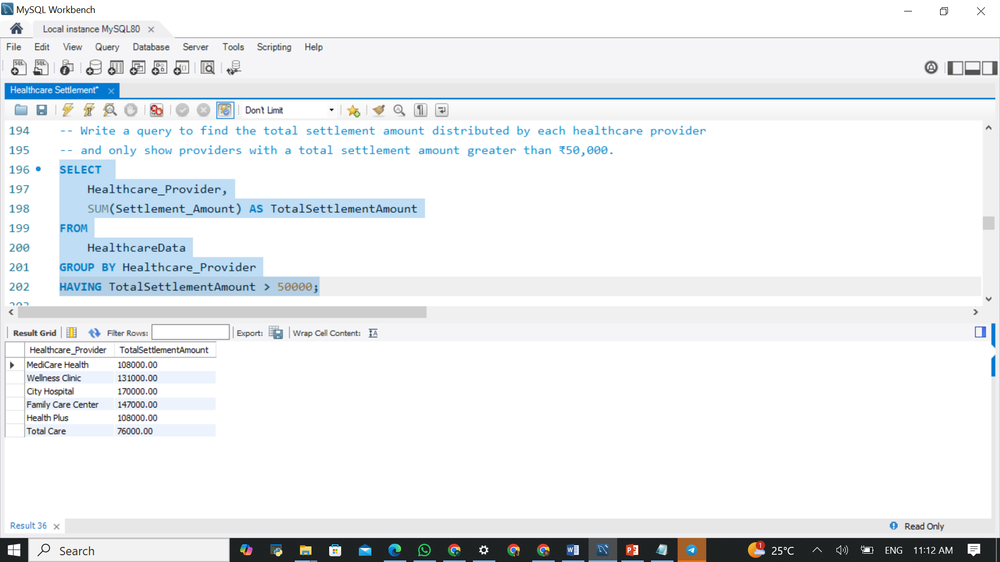 MySQL Workbench
Local instance MySQL80
File Edit View Query Database Server Tools Scripting Help
Healthcare Settlement*
Don't Limit
194 -- Write a query to find the total settlement amount distributed by each healthcare provider
195 -- and only show providers with a total settlement amount greater than ₹50,000.
196 SELECT
197 Healthcare_Provider,
198 SUM(Settlement_Amount) AS TotalSettlementAmount
199 FROM
200 HealthcareData
201 GROUP BY Healthcare_Provider
202 HAVING TotalSettlementAmount > 50000;
Result Grid Filter Rows: Export: Wrap Cell Content:
Healthcare_Provider TotalSettlementAmount
MediCare Health 108000.00
Wellness Clinic 131000.00
City Hospital 170000.00
Family Care Center 147000.00
Health Plus 108000.00
Total Care 76000.00
Result 36 Read Only
Search 1 25°C ENG 11:12 AM